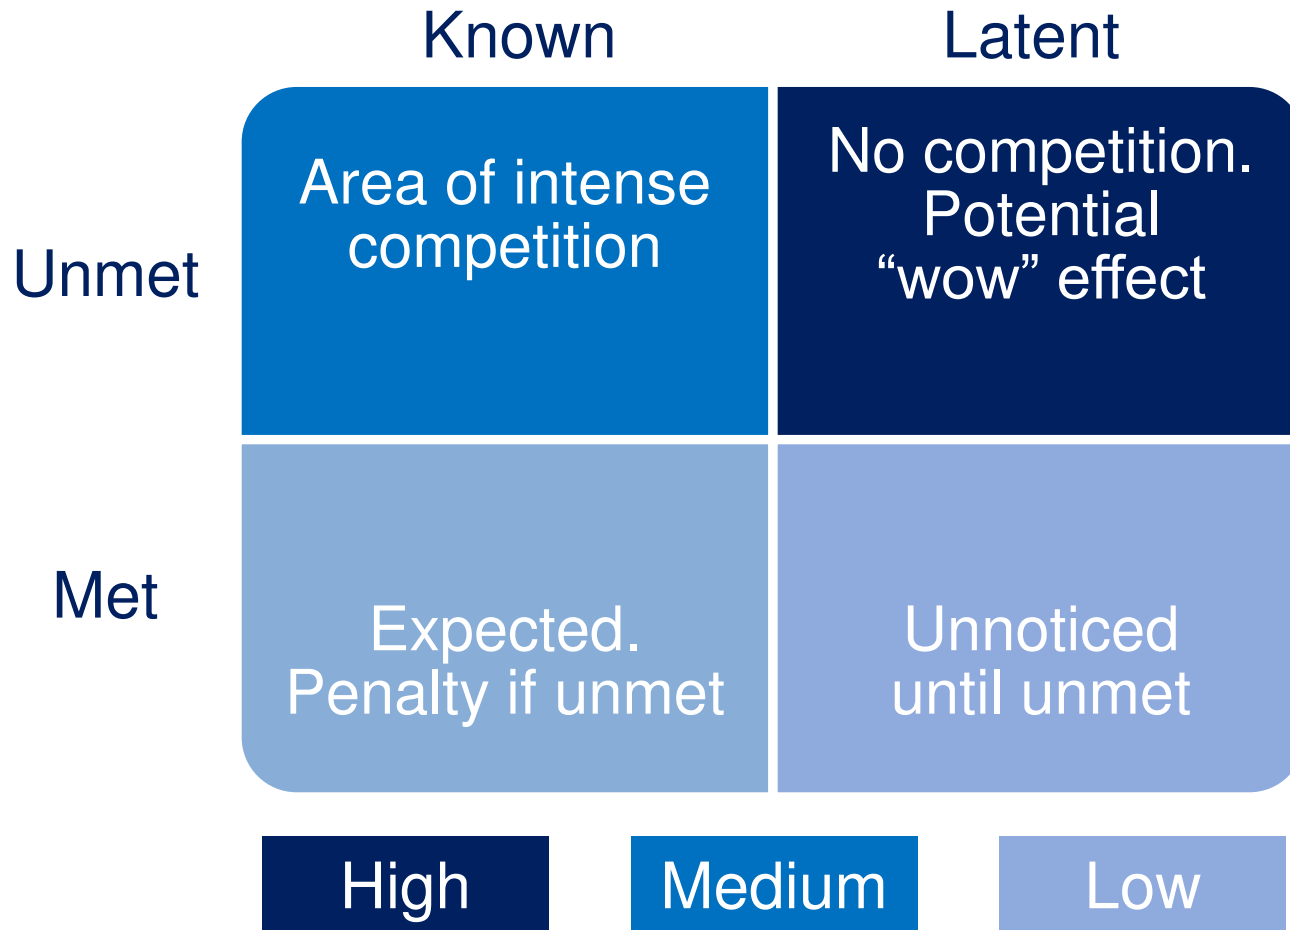 Known
Latent
Unmet
Area of intense
competition
No competition.
Potential
“wow” effect
Met
Expected.
Penalty if unmet
Unnoticed
until unmet
High
Medium
Low